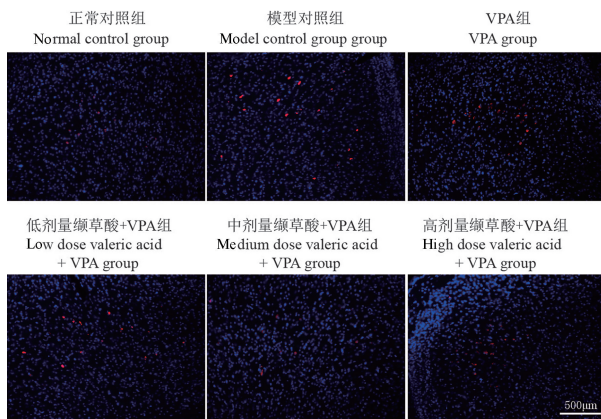 正常对照组
Normal control group
模型对照组
Model control group group
VPA组
VPA group
低剂量缬草酸+VPA组
Low dose valeric acid
+ VPA group
中剂量缬草酸+VPA组
Medium dose valeric acid
+ VPA group
高剂量缬草酸+VPA组
High dose valeric acid
+ VPA group
500μm